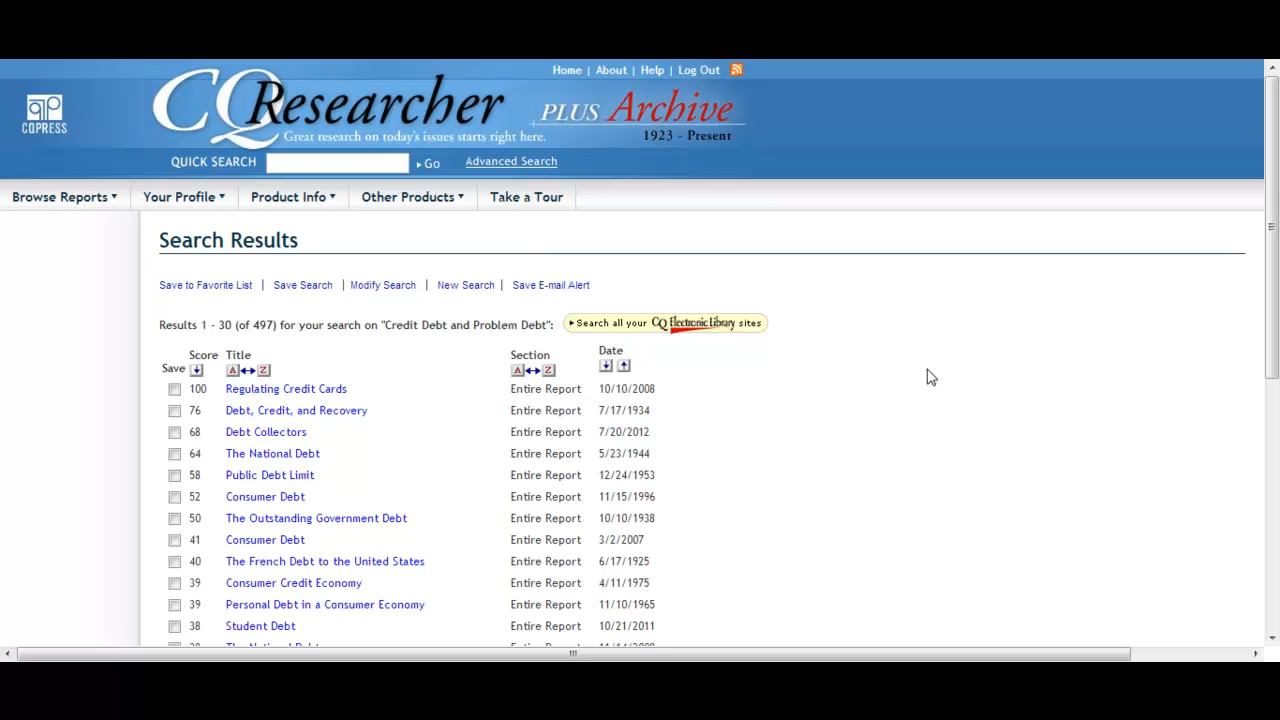 Home | About | Help | Log Out
CQPRESS
CQResearcher PLUS Archive
Great research on today's issues starts right here.
1923 - Present
QUICK SEARCH Go Advanced Search
Browse Reports Your Profile Product Info Other Products Take a Tour
Search Results
Save to Favorite List | Save Search | Modify Search | New Search | Save E-mail Alert
Results 1 - 30 (of 497) for your search on "Credit Debt and Problem Debt": Search all your CQ Electronic Library sites
Save Score Title Section Date
A Z A Z
100 Regulating Credit Cards Entire Report 10/10/2008
76 Debt, Credit, and Recovery Entire Report 7/17/1934
68 Debt Collectors Entire Report 7/20/2012
64 The National Debt Entire Report 5/23/1944
58 Public Debt Limit Entire Report 12/24/1953
52 Consumer Debt Entire Report 11/15/1996
50 The Outstanding Government Debt Entire Report 10/10/1938
41 Consumer Debt Entire Report 3/2/2007
40 The French Debt to the United States Entire Report 6/17/1925
39 Consumer Credit Economy Entire Report 4/11/1975
39 Personal Debt in a Consumer Economy Entire Report 11/10/1965
38 Student Debt Entire Report 10/21/2011